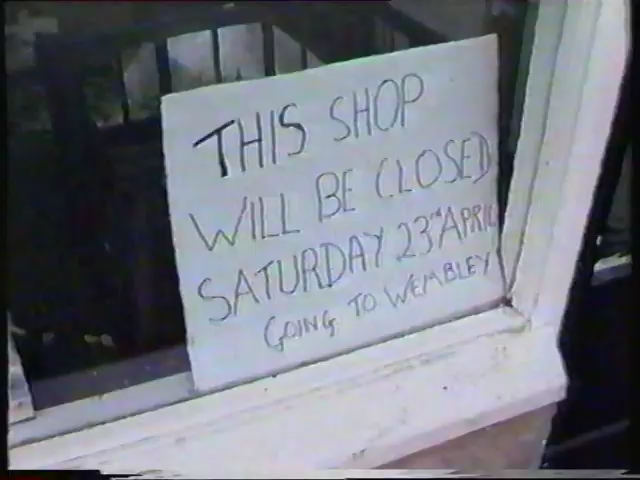 THIS SHOP
WILL BE CLOSED
SATURDAY 23RD APRIL
GOING TO WEMBLEY